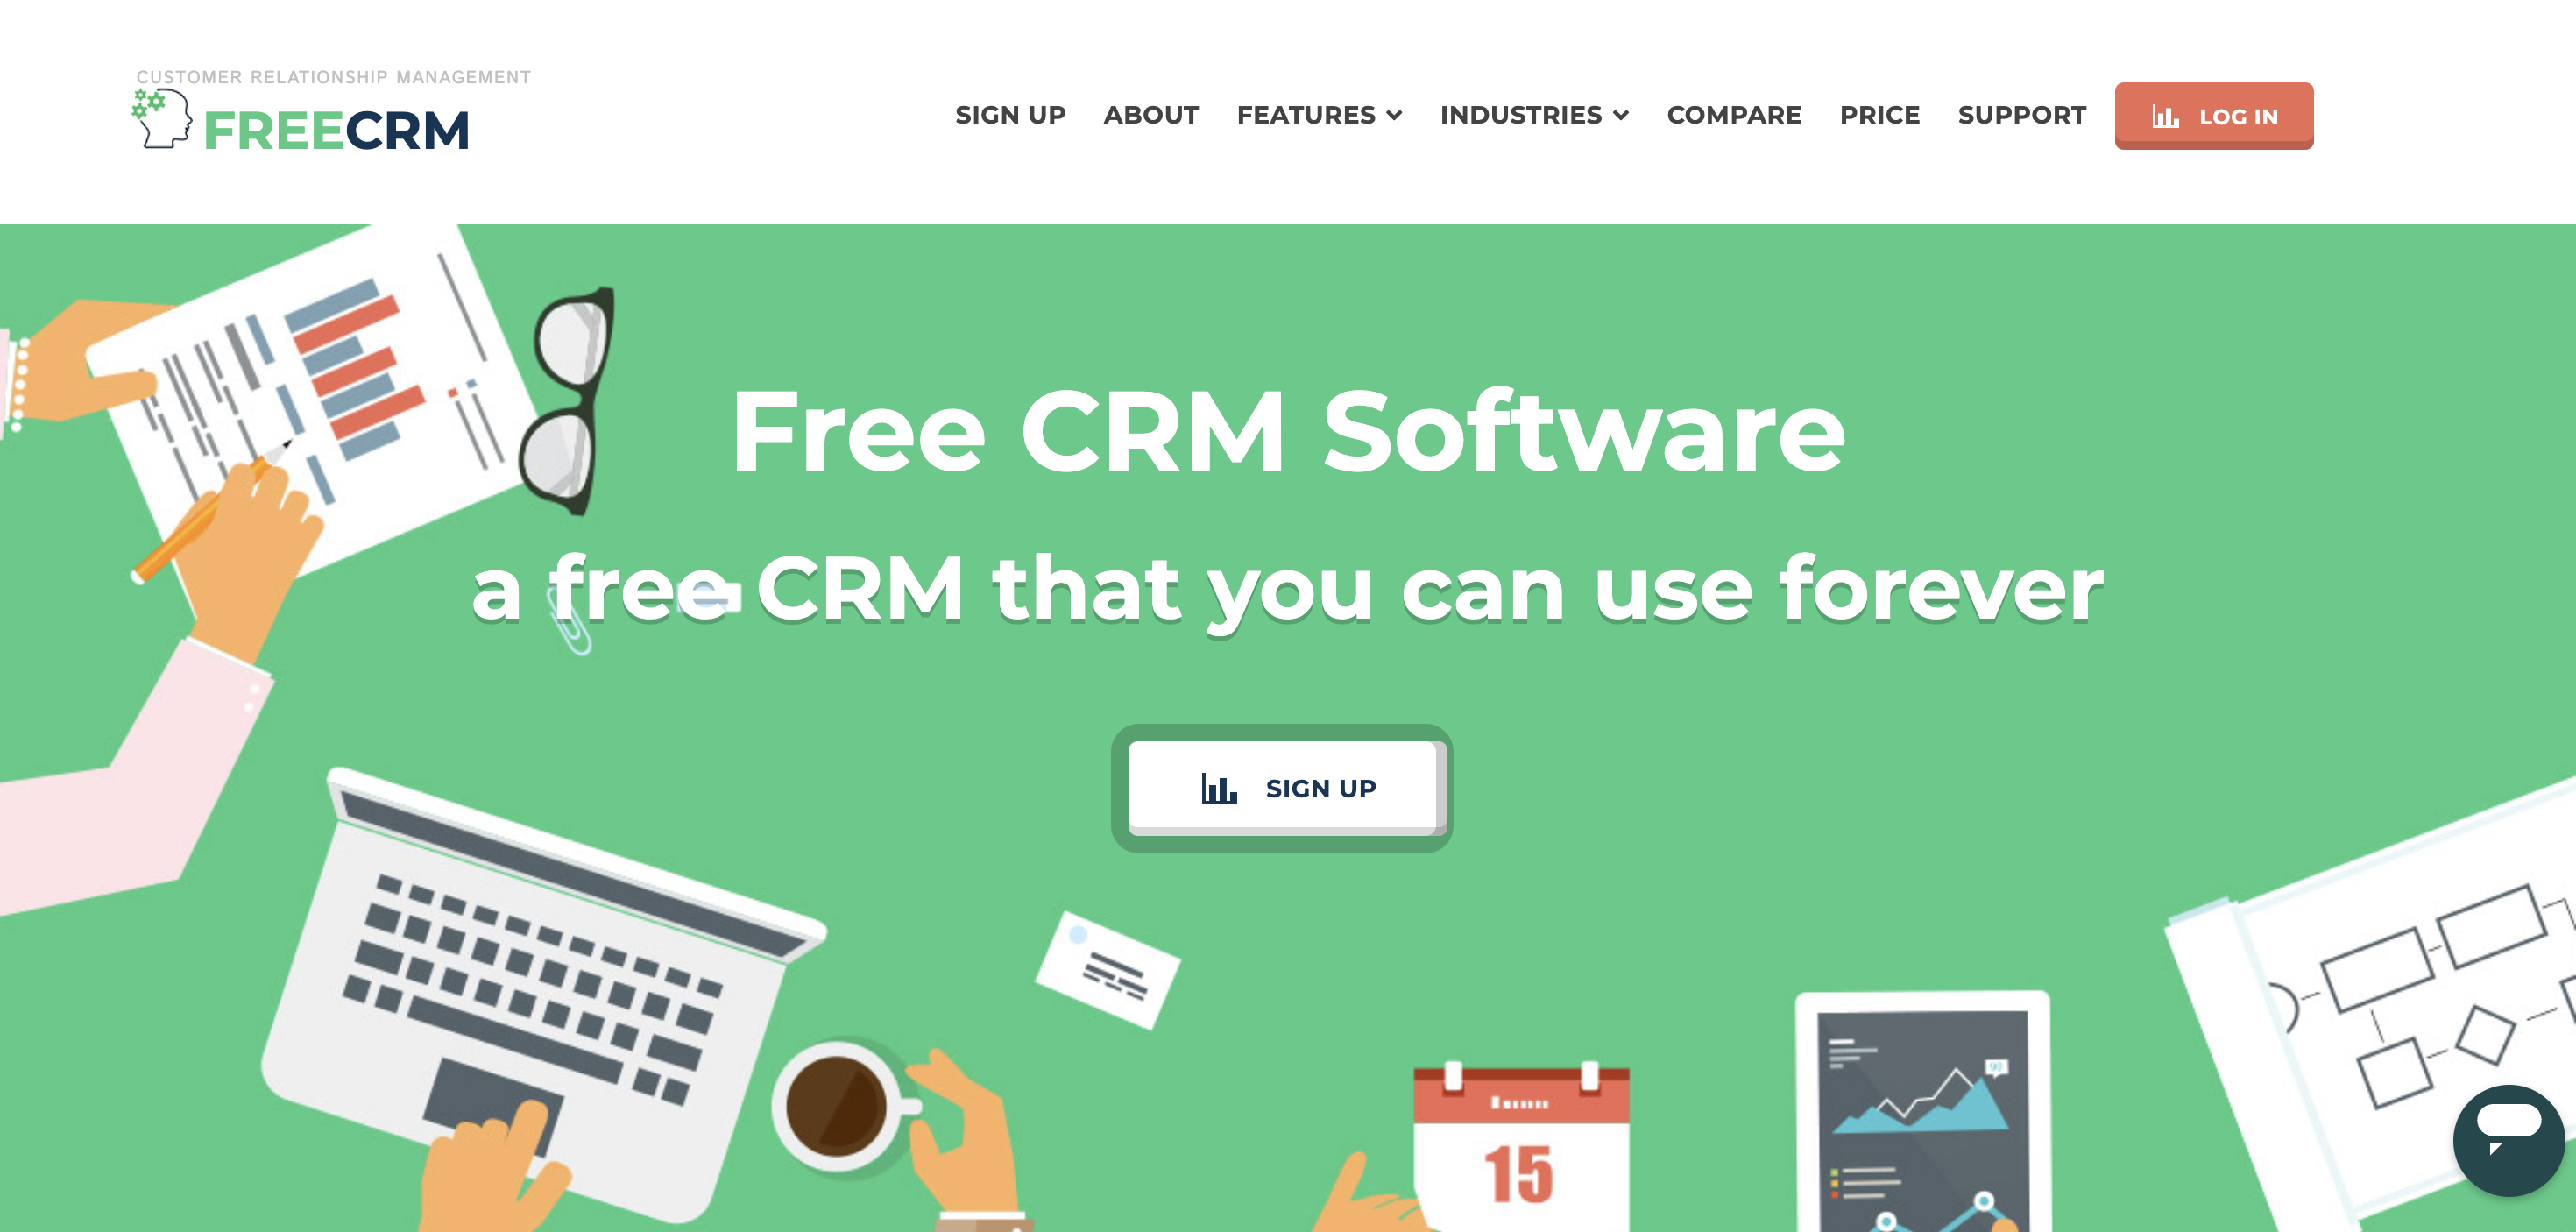 CUSTOMER RELATIONSHIP MANAGEMENT
FREECRM
SIGN UP ABOUT FEATURES INDUSTRIES COMPARE PRICE SUPPORT LOG IN
Free CRM Software
a free CRM that you can use forever
SIGN UP
90
15